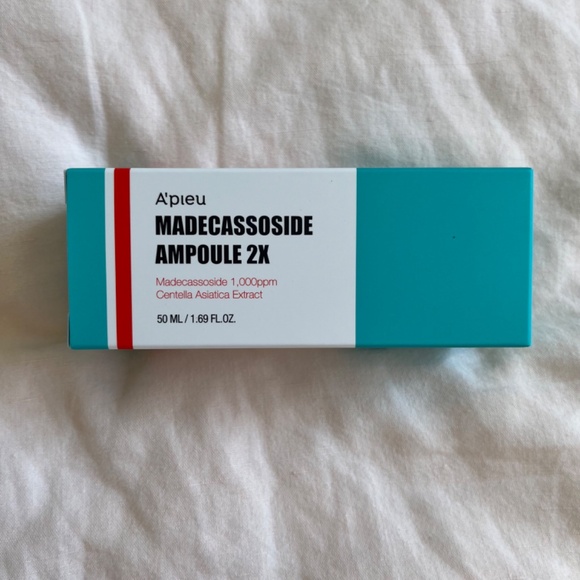 A'pieu
MADECASSOSIDE
AMPOULE 2X
Madecassoside 1,000ppm
Centella Asiatica Extract
50 ML / 1.69 FL.OZ.